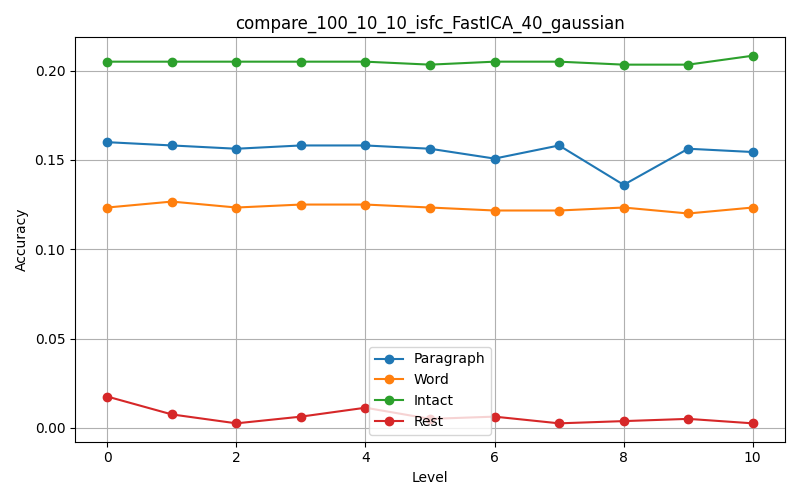 compare_100_10_10_isfc_FastICA_40_gaussian
Accuracy
0.20
0.15
0.10
0.05
0.00
Paragraph
Word
Intact
Rest
0 2 4 6 8 10
Level